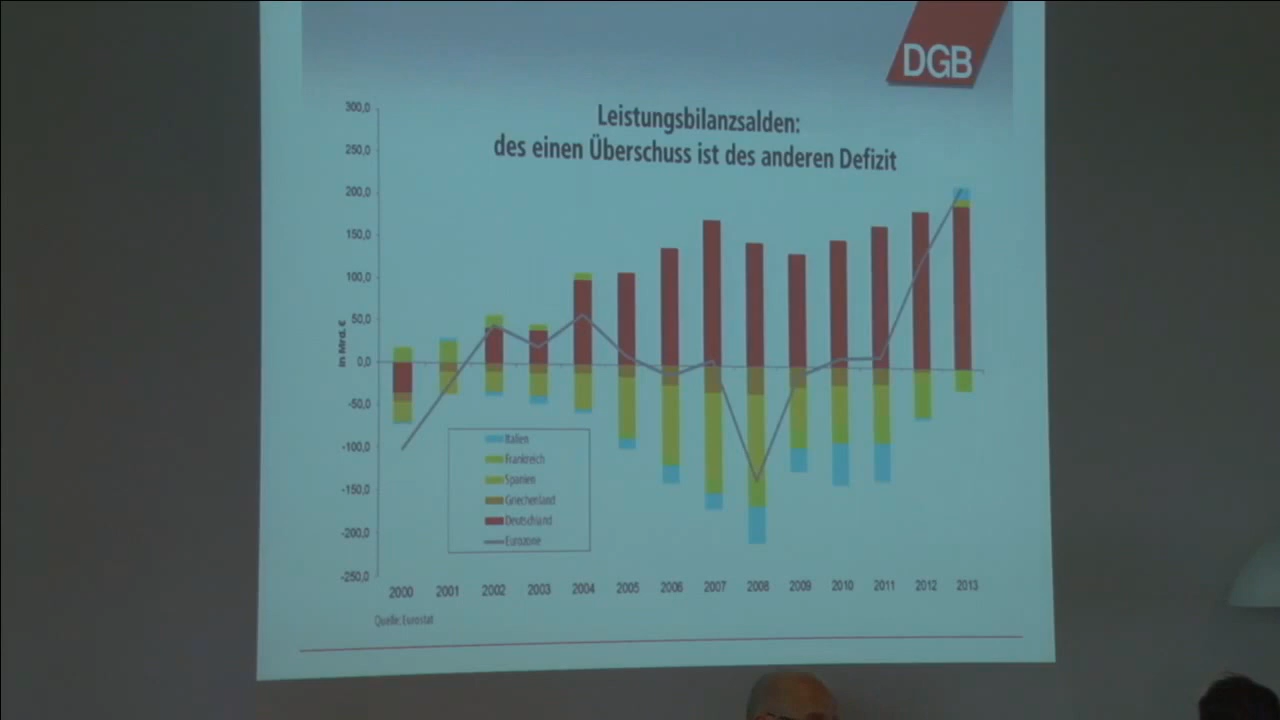 DGB
Leistungsbilanzsalden:
des einen Überschuss ist des anderen Defizit
300,0
250,0
200,0
150,0
100,0
50,0
0,0
-50,0
-100,0
-150,0
-200,0
-250,0
in Mrd. €
Italien
Frankreich
Spanien
Griechenland
Deutschland
Eurozone
2000 2001 2002 2003 2004 2005 2006 2007 2008 2009 2010 2011 2012 2013
Quelle: Eurostat